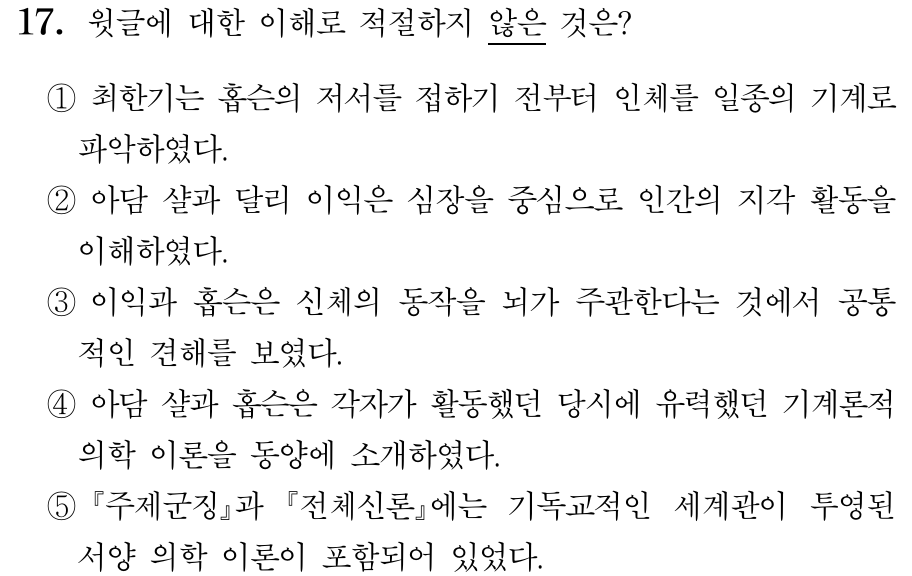 17. 윗글에 대한 이해로 적절하지 않은 것은?
① 최한기는 홉슨의 저서를 접하기 전부터 인체를 일종의 기계로
파악하였다.
② 아담 샬과 달리 이익은 심장을 중심으로 인간의 지각 활동을
이해하였다.
③ 이익과 홉슨은 신체의 동작을 뇌가 주관한다는 것에서 공통
적인 견해를 보였다.
④ 아담 샬과 홉슨은 각자가 활동했던 당시에 유력했던 기계론적
의학 이론을 동양에 소개하였다.
⑤ 『주제군징』과 『전체신론』에는 기독교적인 세계관이 투영된
서양 의학 이론이 포함되어 있었다.